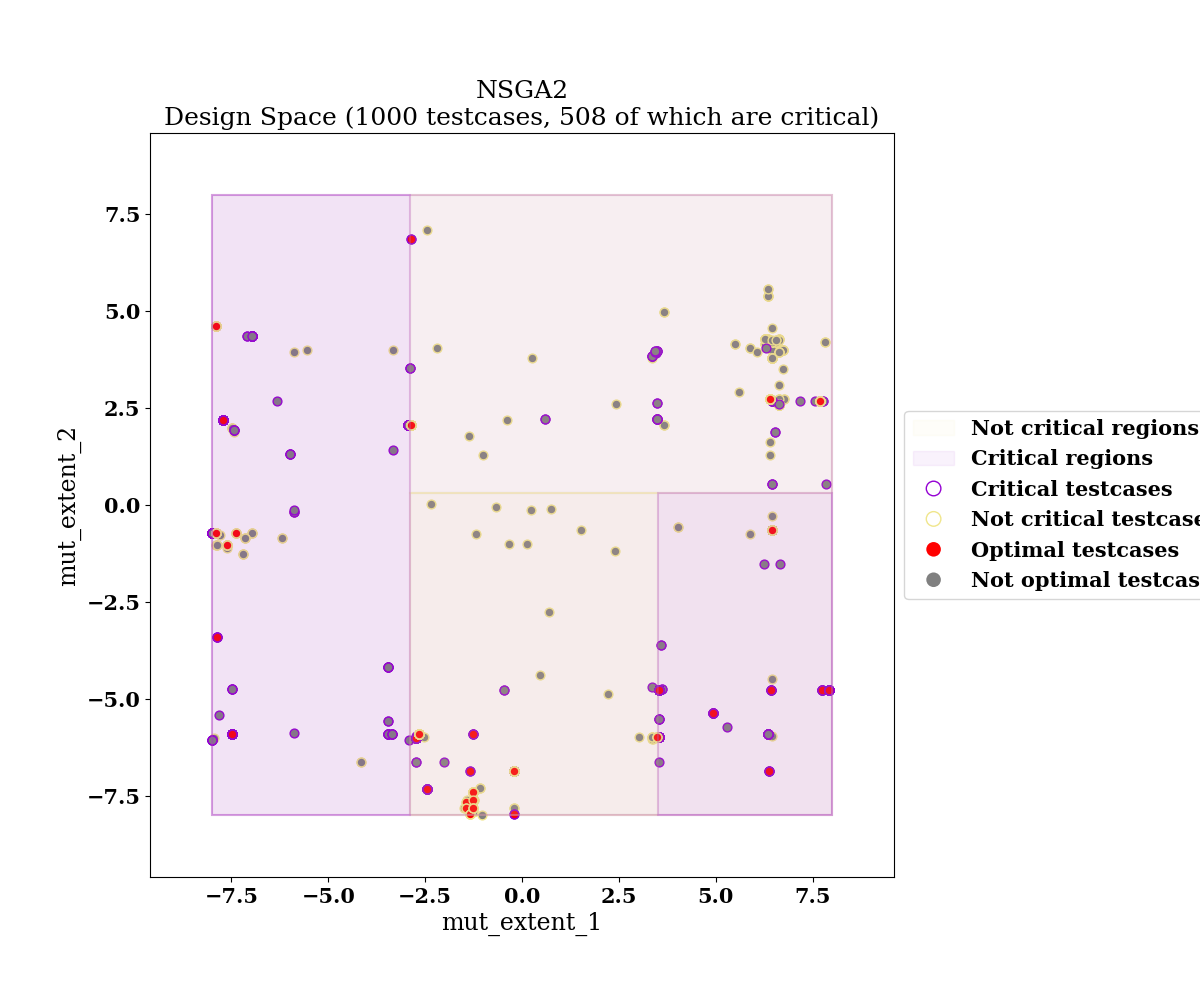 NSGA2
Design Space (1000 testcases, 508 of which are critical)
7.5
5.0
2.5
0.0
−2.5
−5.0
−7.5
mut_extent_2
−7.5
−5.0
−2.5
0.0
2.5
5.0
7.5
mut_extent_1
Not critical regions
Critical regions
Critical testcases
Not critical testcase
Optimal testcases
Not optimal testcas